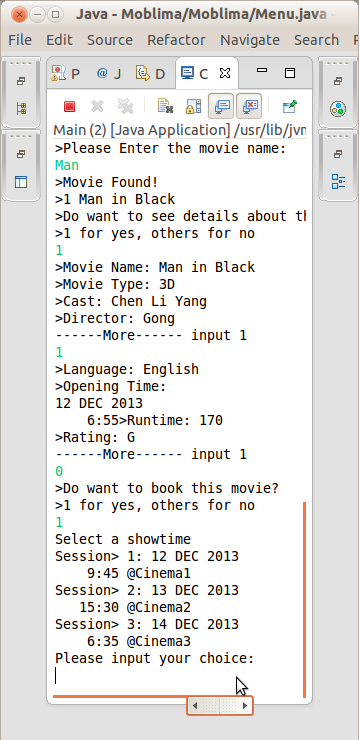 Java - Moblima/Moblima/Menu.java -
File Edit Source Refactor Navigate Search
P @ J D C
Main (2) [Java Application] /usr/lib/jvm
>Please Enter the movie name:
Man
>Movie Found!
>1 Man in Black
>Do want to see details about th
>1 for yes, others for no
1
>Movie Name: Man in Black
>Movie Type: 3D
>Cast: Chen Li Yang
>Director: Gong
------More------ input 1
1
>Language: English
>Opening Time:
12 DEC 2013
6:55>Runtime: 170
>Rating: G
------More------ input 1
0
>Do want to book this movie?
>1 for yes, others for no
1
Select a showtime
Session> 1: 12 DEC 2013
9:45 @Cinema1
Session> 2: 13 DEC 2013
15:30 @Cinema2
Session> 3: 14 DEC 2013
6:35 @Cinema3
Please input your choice: